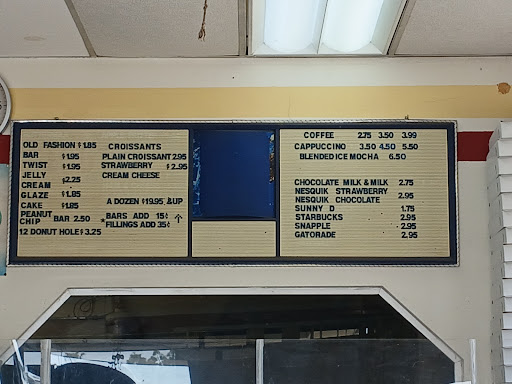 OLD FASHION $1.85
BAR $1.95
TWIST $1.95
JELLY $2.25
CREAM
GLAZE $1.85
CAKE $1.85
PEANUT
CHIP BAR 2.50
12 DONUT HOLE $3.25
CROISSANTS
PLAIN CROISSANT 2.95
STRAWBERRY $2.95
CREAM CHEESE
A DOZEN $19.95 &UP
BARS ADD 15¢ ↑
FILLINGS ADD 35¢
COFFEE 2.75 3.50 3.99
CAPPUCCINO 3.50 4.50 5.50
BLENDED ICE MOCHA 6.50
CHOCOLATE MILK & MILK 2.75
NESQUIK STRAWBERRY 2.95
NESQUIK CHOCOLATE
SUNNY D 1.75
STARBUCKS 2.95
SNAPPLE 2.95
GATORADE 2.95